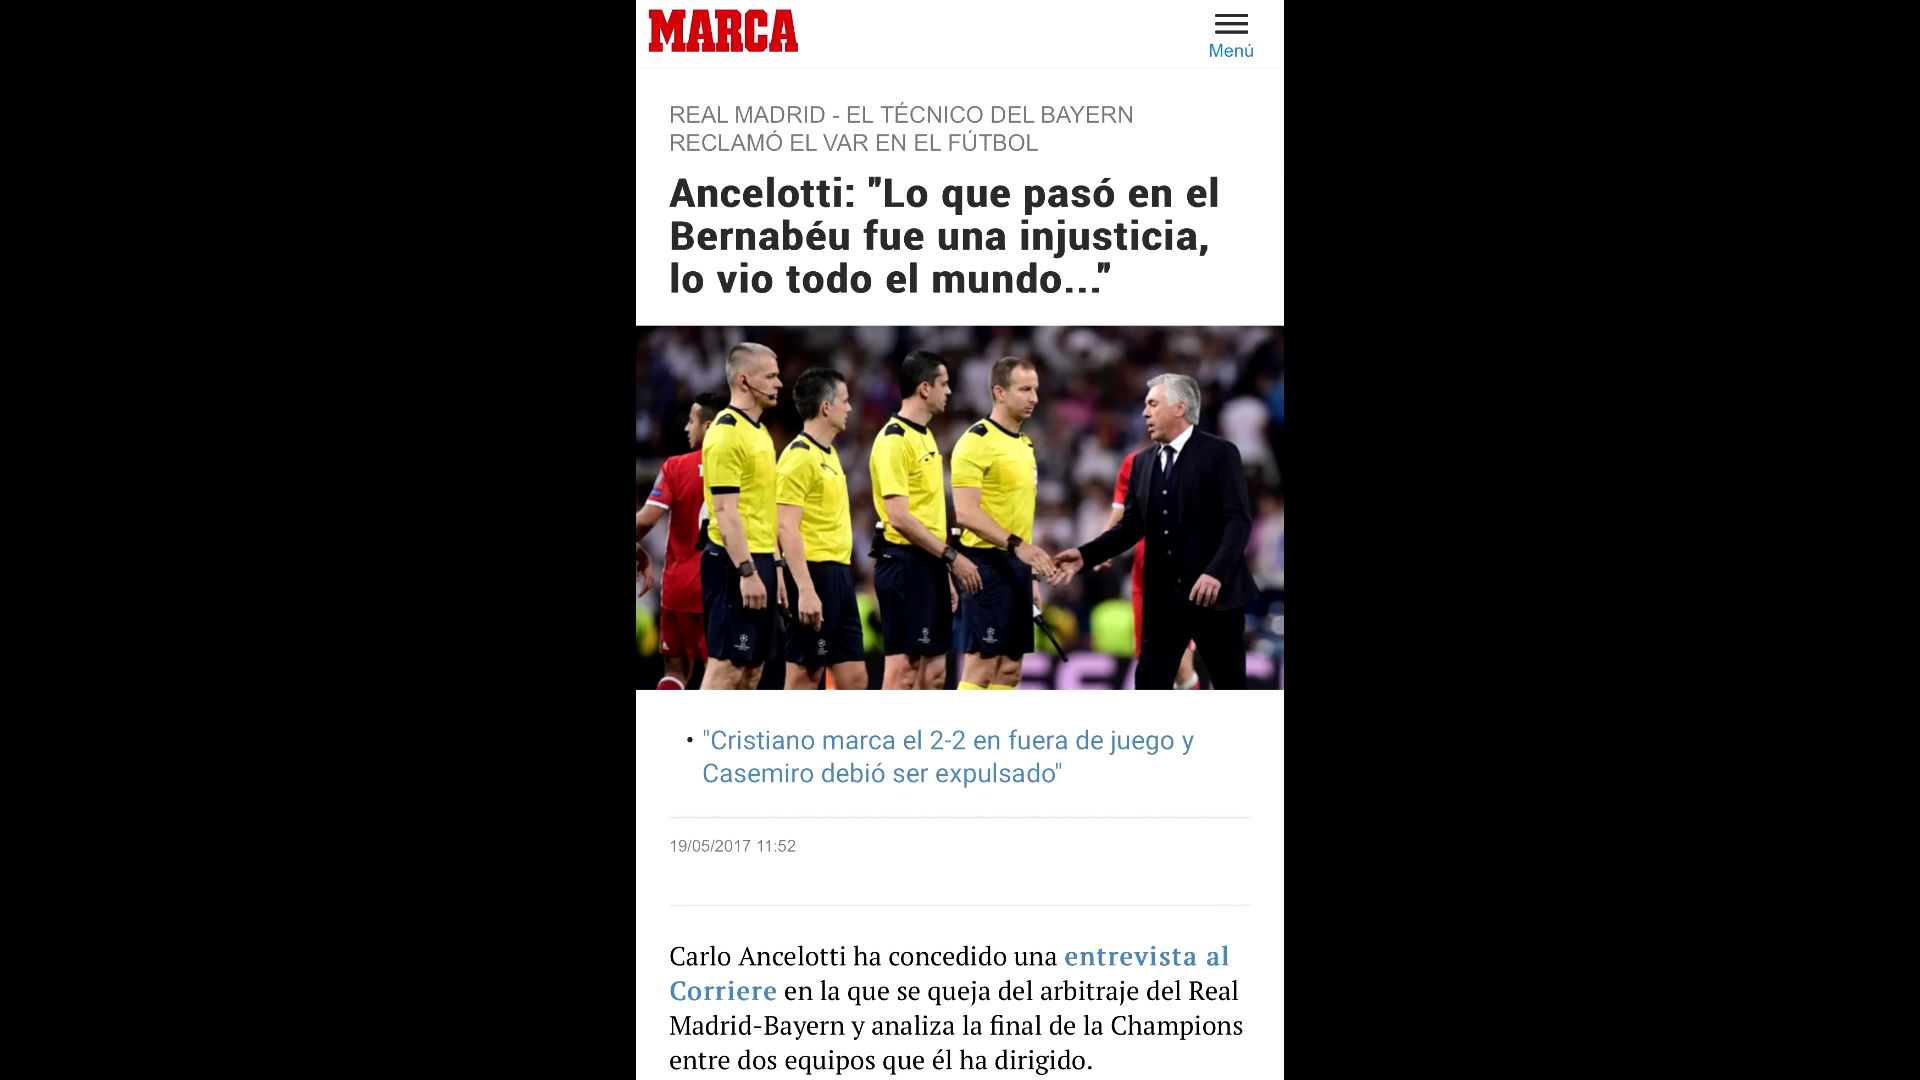 MARCA
Menú
REAL MADRID - EL TÉCNICO DEL BAYERN
RECLAMÓ EL VAR EN EL FÚTBOL
Ancelotti: "Lo que pasó en el
Bernabéu fue una injusticia,
lo vio todo el mundo..."
• "Cristiano marca el 2-2 en fuera de juego y
Casemiro debió ser expulsado"
19/05/2017 11:52
Carlo Ancelotti ha concedido una entrevista al
Corriere en la que se queja del arbitraje del Real
Madrid-Bayern y analiza la final de la Champions
entre dos equipos que él ha dirigido.